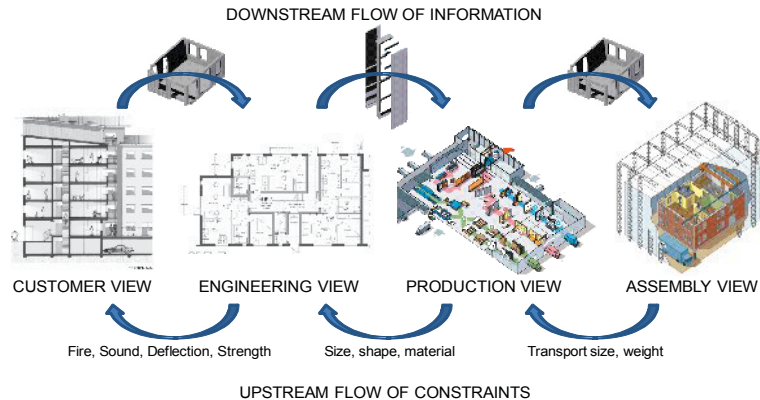 DOWNSTREAM FLOW OF INFORMATION
CUSTOMER VIEW
ENGINEERING VIEW
PRODUCTION VIEW
ASSEMBLY VIEW
Fire, Sound, Deflection, Strength
Size, shape, material
Transport size, weight
UPSTREAM FLOW OF CONSTRAINTS